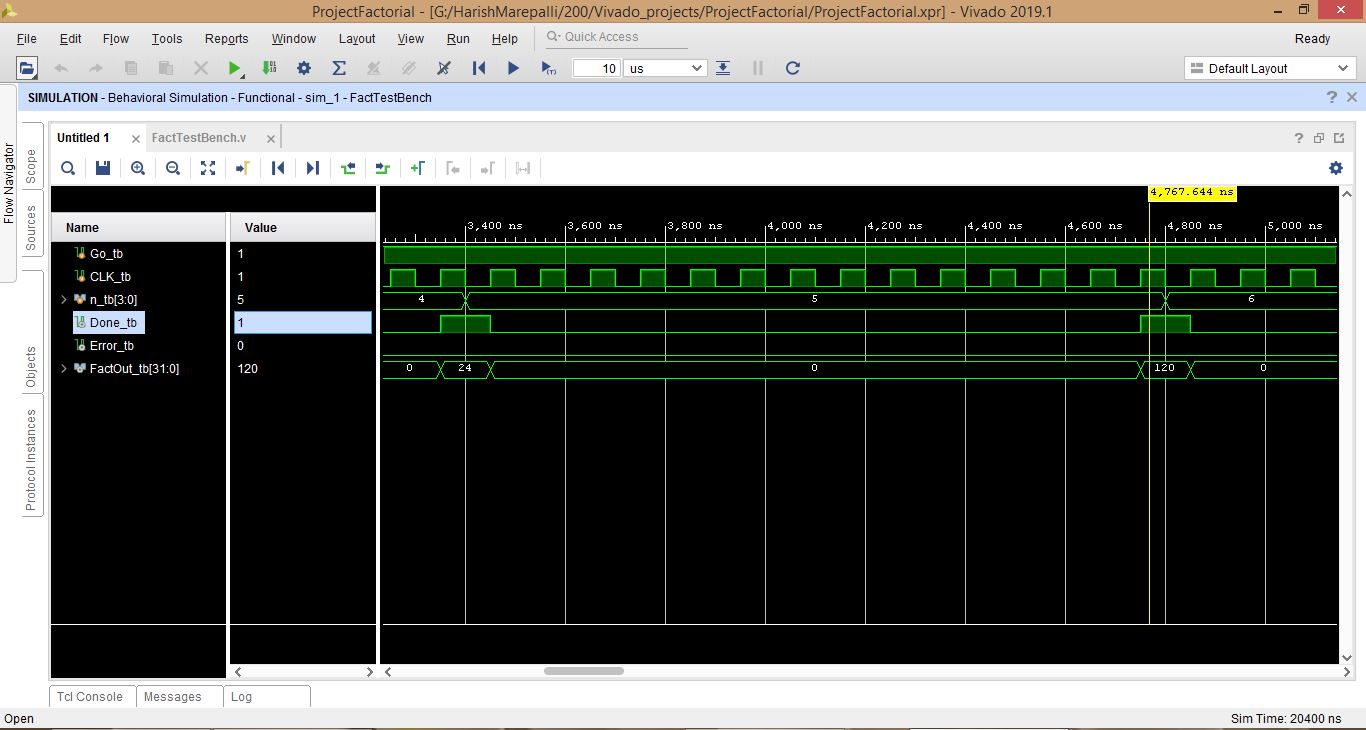 ProjectFactorial - [G:/HarishMarepalli/200/Vivado_projects/ProjectFactorial/ProjectFactorial.xpr] - Vivado 2019.1
File Edit Flow Tools Reports Window Layout View Run Help Quick Access Ready
10 us Default Layout
SIMULATION - Behavioral Simulation - Functional - sim_1 - FactTestBench
Flow Navigator
Scope
Sources
Objects
Protocol Instances
Untitled 1 FactTestBench.v
4,767.644 ns
Name Value 3,400 ns 3,600 ns 3,800 ns 4,000 ns 4,200 ns 4,400 ns 4,600 ns 4,800 ns 5,000 ns
Go_tb 1
CLK_tb 1
n_tb[3:0] 5 4 5 6
Done_tb 1
Error_tb 0
FactOut_tb[31:0] 120 0 24 0 120 0
Tcl Console Messages Log
Open Sim Time: 20400 ns